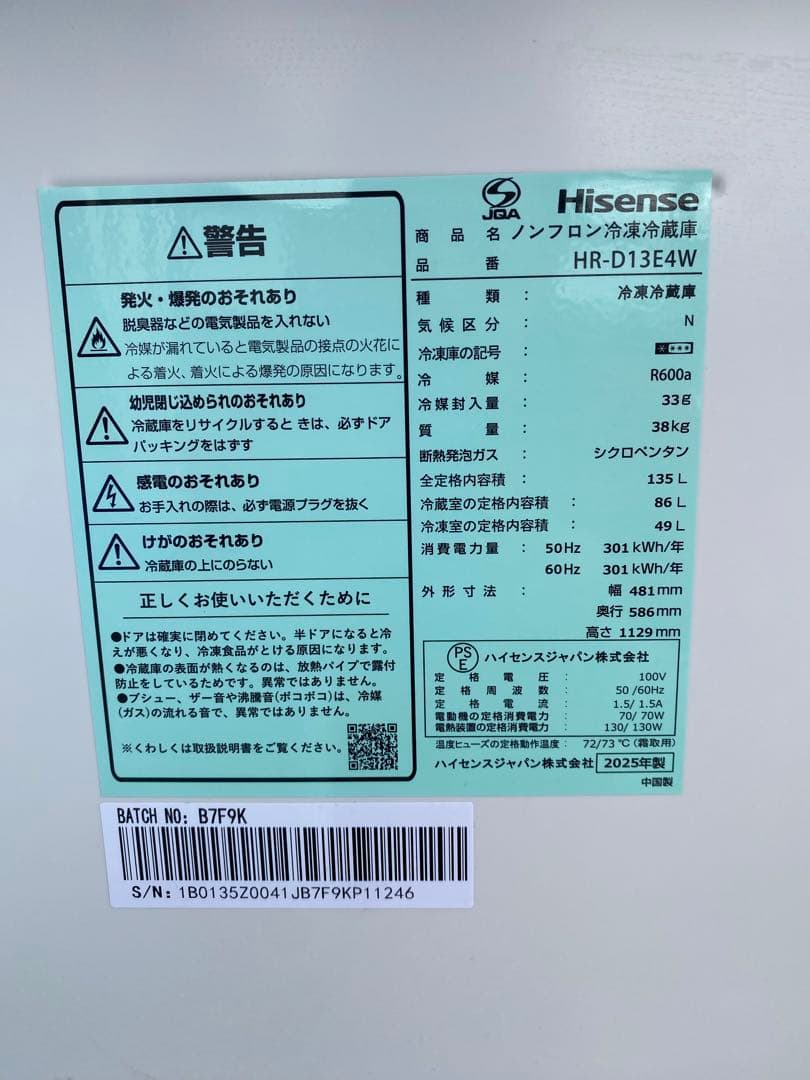 警告
発火・爆発のおそれあり
脱臭器などの電気製品を入れない
冷媒が漏れていると電気製品の接点の火花に
よる着火、着火による爆発の原因になります。
幼児閉じ込められのおそれあり
冷蔵庫をリサイクルすると きは、必ずドア
パッキングをはずす
感電のおそれあり
お手入れの際は、必ず電源プラグを抜く
けがのおそれあり
冷蔵庫の上にのらない
正しくお使いいただくために
●ドアは確実に閉めてください。半ドアになると冷
えが悪くなり、冷凍食品がとける原因になります。
●冷蔵庫の表面が熱くなるのは、放熱パイプで露付
防止をしているためです。異常ではありません。
●プシュー、ザー音や沸騰音(ポコポコ)は、冷媒
(ガス)の流れる音で、異常ではありません。
※くわしくは取扱説明書をご覧ください。
JQA Hisense
商品名 ノンフロン冷凍冷蔵庫
品番 HR-D13E4W
種類 : 冷凍冷蔵庫
気候区分 : N
冷凍庫の記号 :
冷媒 : R600a
冷媒封入量 : 33g
質量 : 38kg
断熱発泡ガス : シクロペンタン
全定格内容積 : 135 L
冷蔵室の定格内容積 : 86 L
冷凍室の定格内容積 : 49 L
消費電力量 : 50Hz 301 kWh/年
60Hz 301 kWh/年
外形寸法 : 幅 481mm
奥行 586mm
高さ 1129mm
PSE ハイセンスジャパン株式会社
定格電圧 : 100V
定格周波数 : 50/60Hz
定格電流 : 1.5/ 1.5A
電動機の定格消費電力 : 70/ 70W
電熱装置の定格消費電力 : 130/ 130W
温度ヒューズの定格動作温度 : 72/73 ℃(霜取用)
ハイセンスジャパン株式会社 2025年製
中国製
BATCH NO: B7F9K
S/N: 1B0135Z0041JB7F9KP11246